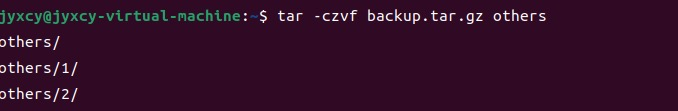 jyxcy@jyxcy-virtual-machine:~$ tar -czvf backup.tar.gz others
others/
others/1/
others/2/